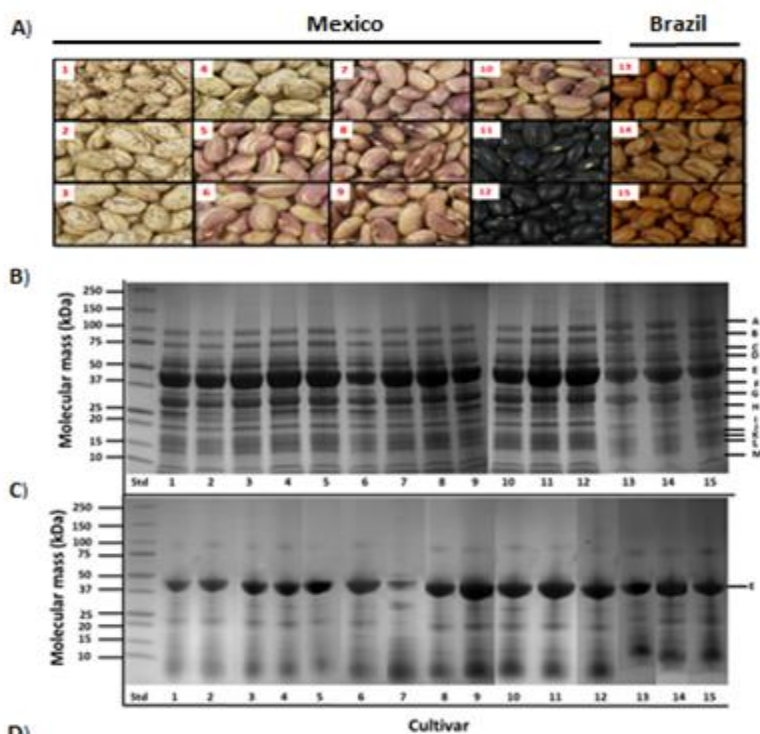 A)
Mexico
Brazil
1 4 7 10 13
2 5 8 11 14
3 6 9 12 15
B)
Molecular mass (kDa)
250
150
100
75
50
37
25
20
15
10
A
B
C
D
E
F
G
H
I
K
L
M
Std 1 2 3 4 5 6 7 8 9 10 11 12 13 14 15
C)
Molecular mass (kDa)
250
150
100
75
50
37
25
20
15
10
E
Std 1 2 3 4 5 6 7 8 9 10 11 12 13 14 15
Cultivar
D)